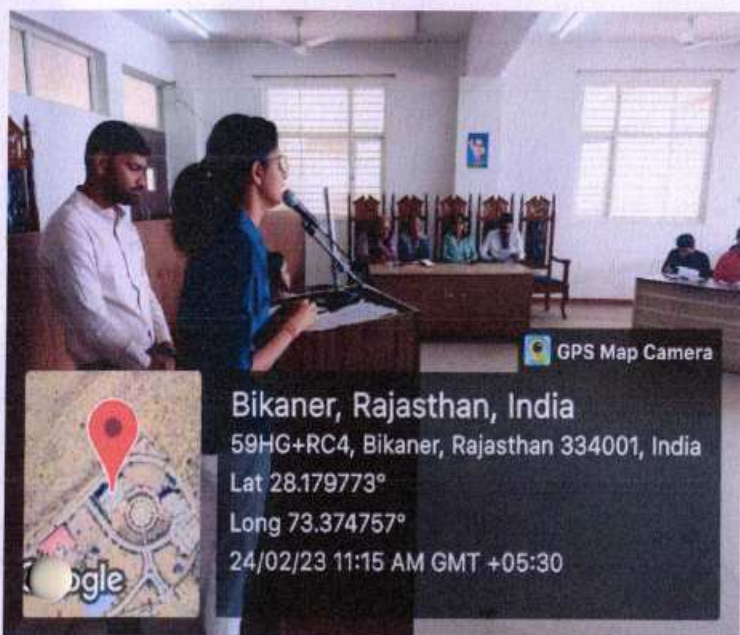 GPS Map Camera
Bikaner, Rajasthan, India
59HG+RC4, Bikaner, Rajasthan 334001, India
Lat 28.179773°
Long 73.374757°
24/02/23 11:15 AM GMT +05:30